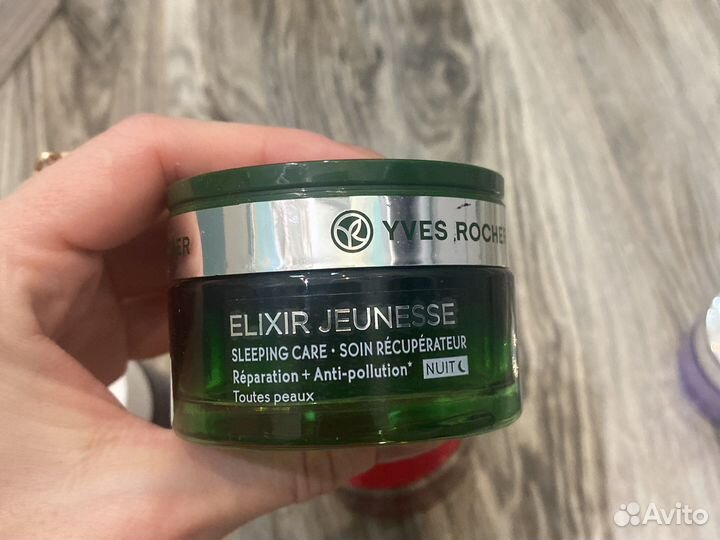 YVES ROCHER
ELIXIR JEUNESSE
SLEEPING CARE • SOIN RÉCUPÉRATEUR
Réparation + Anti-pollution* NUIT
Toutes peaux
Avito